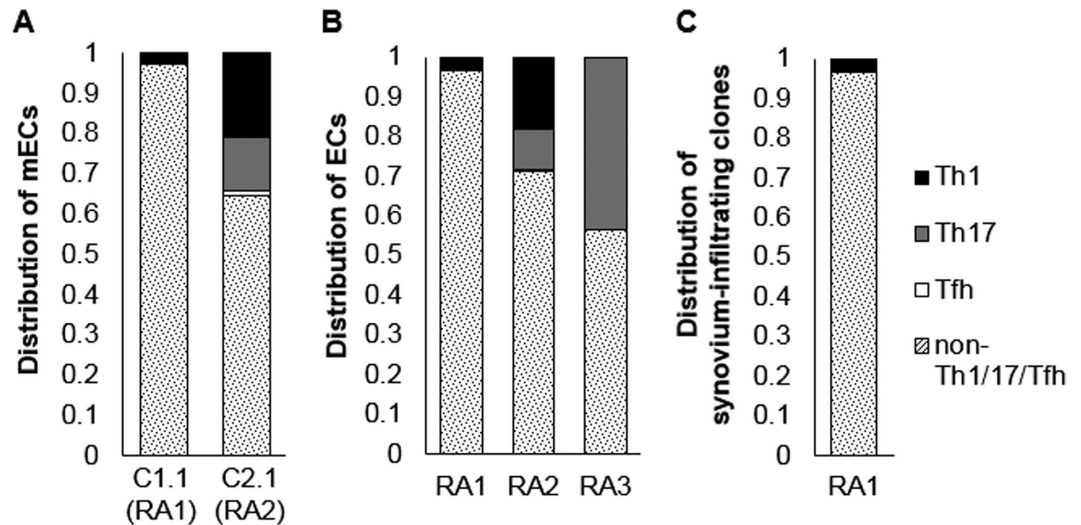 A
Distribution of mECs
1
0.9
0.8
0.7
0.6
0.5
0.4
0.3
0.2
0.1
0
C1.1
(RA1)
C2.1
(RA2)
B
Distribution of ECs
1
0.9
0.8
0.7
0.6
0.5
0.4
0.3
0.2
0.1
0
RA1
RA2
RA3
C
Distribution of
synovium-infiltrating clones
1
0.9
0.8
0.7
0.6
0.5
0.4
0.3
0.2
0.1
0
RA1
Th1
Th17
Tfh
non-
Th1/17/Tfh